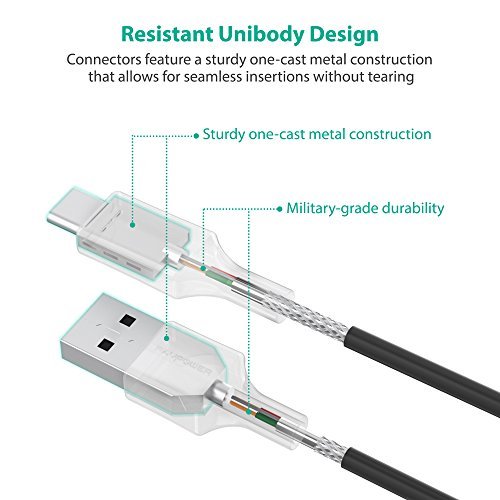 Resistant Unibody Design
Connectors feature a sturdy one-cast metal construction
that allows for seamless insertions without tearing
Sturdy one-cast metal construction
Military-grade durability
RAVPOWER